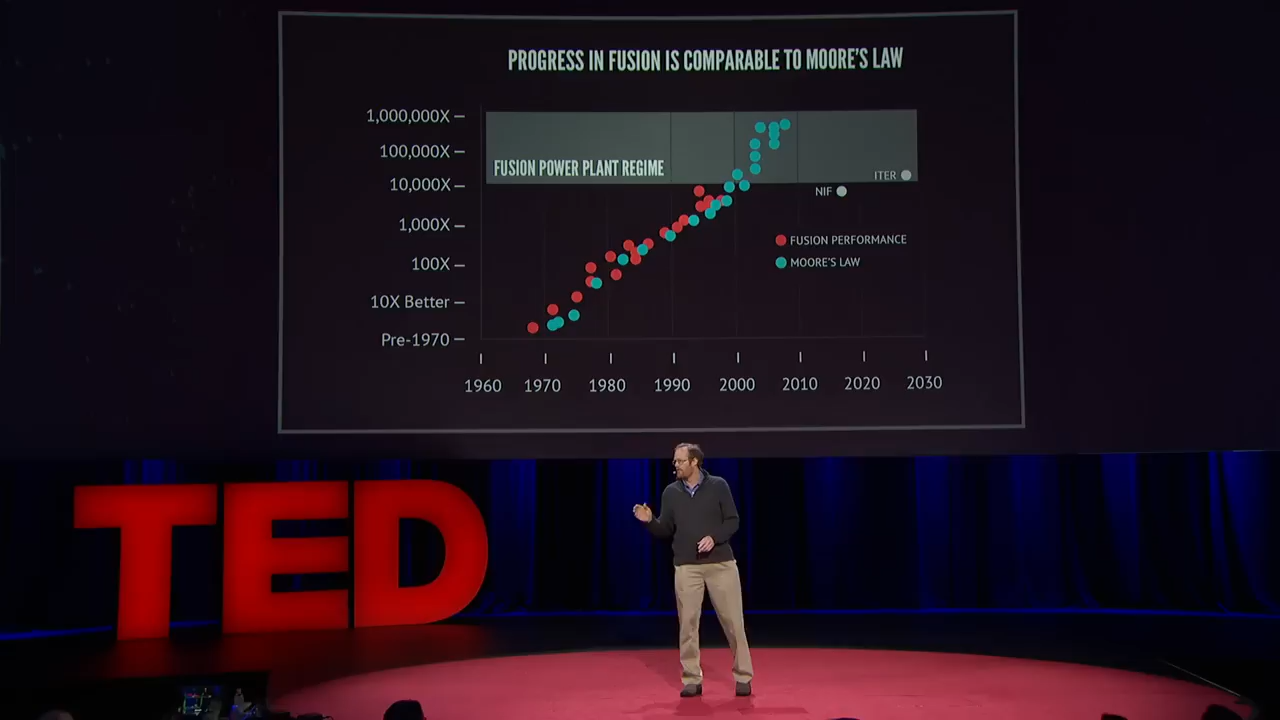 PROGRESS IN FUSION IS COMPARABLE TO MOORE'S LAW
1,000,000X
100,000X
FUSION POWER PLANT REGIME
10,000X
ITER
NIF
1,000X
FUSION PERFORMANCE
100X
MOORE'S LAW
10X Better
Pre-1970
1960 1970 1980 1990 2000 2010 2020 2030
TED